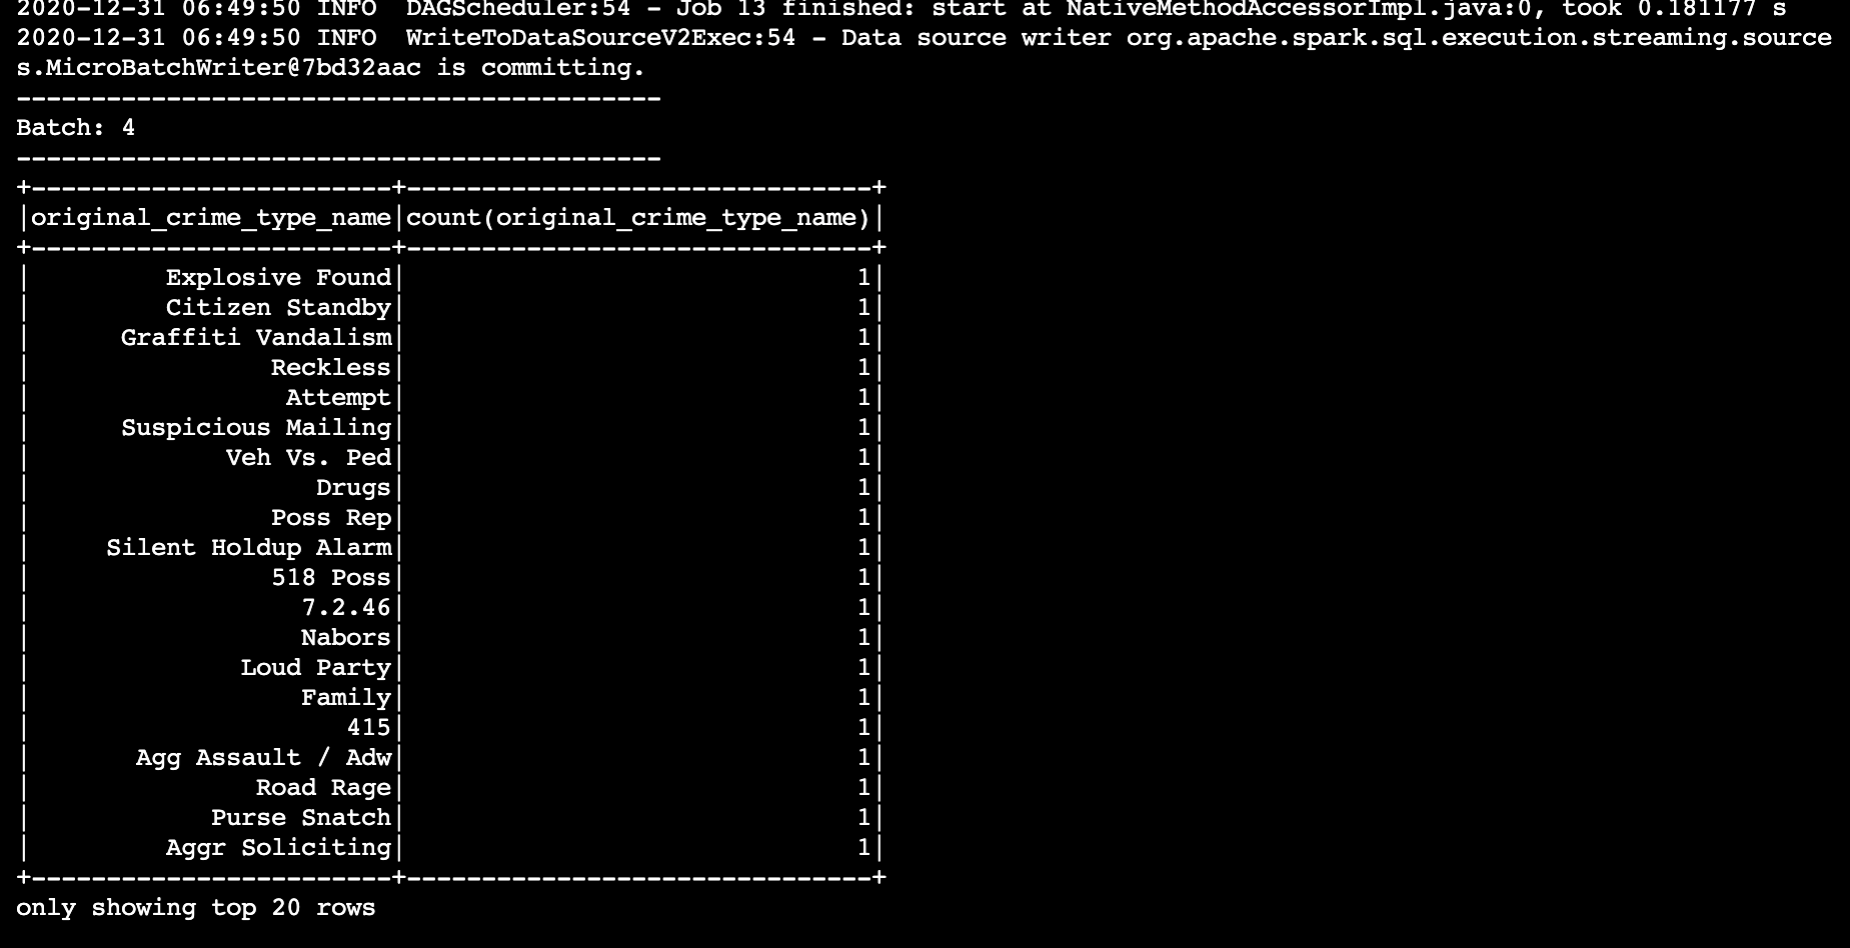 2020-12-31 06:49:50 INFO  DAGScheduler:54 - Job 13 finished: start at NativeMethodAccessorImpl.java:0, took 0.181177 s
2020-12-31 06:49:50 INFO  WriteToDataSourceV2Exec:54 - Data source writer org.apache.spark.sql.execution.streaming.source
s.MicroBatchWriter@7bd32aac is committing.
-------------------------------------------
Batch: 4
-------------------------------------------
+------------------------+-------------------------------+
|original_crime_type_name|count(original_crime_type_name)|
+------------------------+-------------------------------+
|         Explosive Found|                              1|
|         Citizen Standby|                              1|
|      Graffiti Vandalism|                              1|
|                Reckless|                              1|
|                 Attempt|                              1|
|      Suspicious Mailing|                              1|
|             Veh Vs. Ped|                              1|
|                   Drugs|                              1|
|                Poss Rep|                              1|
|     Silent Holdup Alarm|                              1|
|                518 Poss|                              1|
|                  7.2.46|                              1|
|                  Nabors|                              1|
|              Loud Party|                              1|
|                  Family|                              1|
|                     415|                              1|
|       Agg Assault / Adw|                              1|
|               Road Rage|                              1|
|            Purse Snatch|                              1|
|         Aggr Soliciting|                              1|
+------------------------+-------------------------------+
only showing top 20 rows